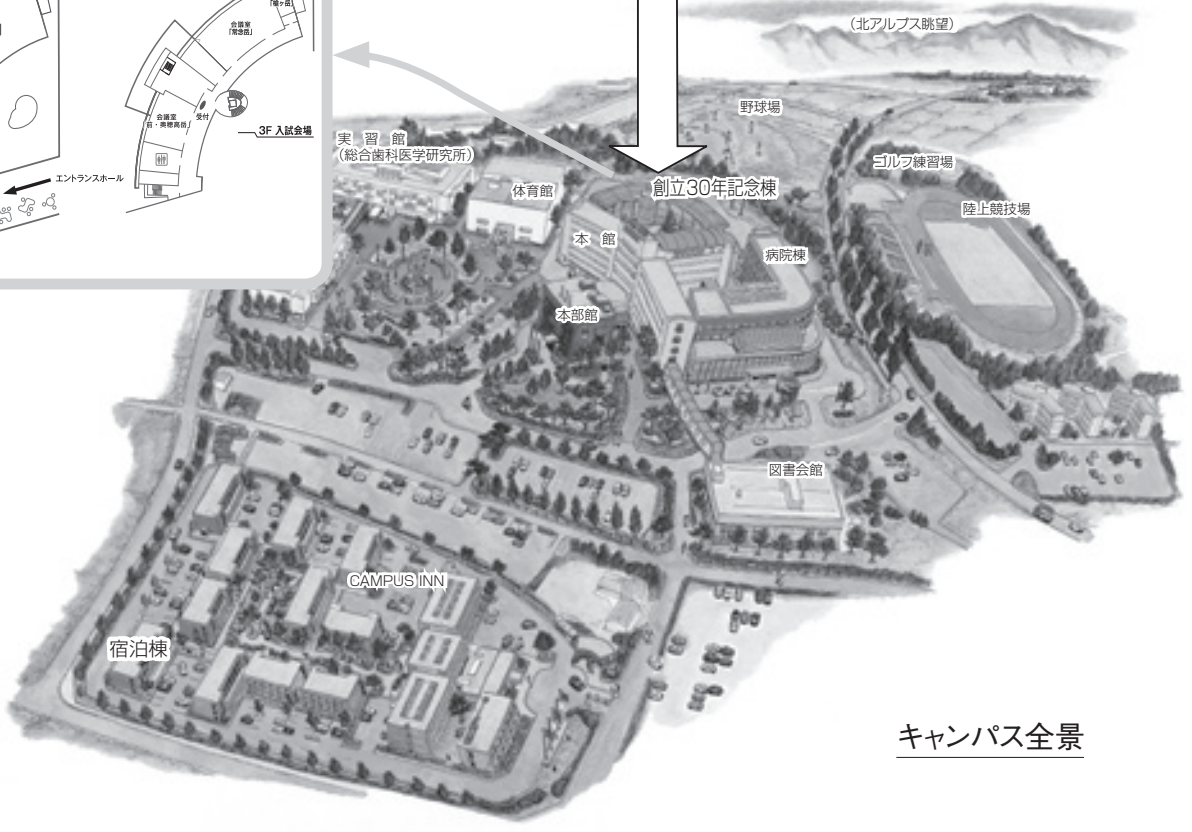 会議室
「常念岳」
会議室
前・奥穂高岳」
受付
3F 入試会場
エントランスホール
（北アルプス眺望）
野球場
実習館
（総合歯科医学研究所）
体育館
創立30年記念棟
ゴルフ練習場
陸上競技場
本館
病院棟
本部館
図書会館
CAMPUS INN
宿泊棟
キャンパス全景